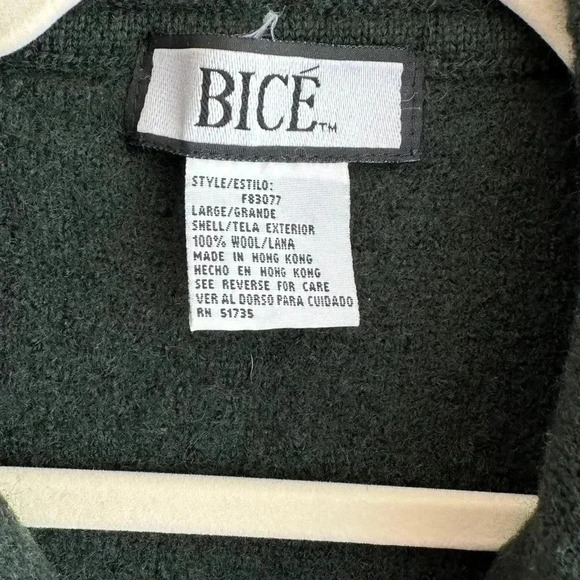 BICÉ™
STYLE/ESTILO:
F83077
LARGE/GRANDE
SHELL/TELA EXTERIOR
100% WOOL/LANA
MADE IN HONG KONG
HECHO EN HONG KONG
SEE REVERSE FOR CARE
VER AL DORSO PARA CUIDADO
RN 51735